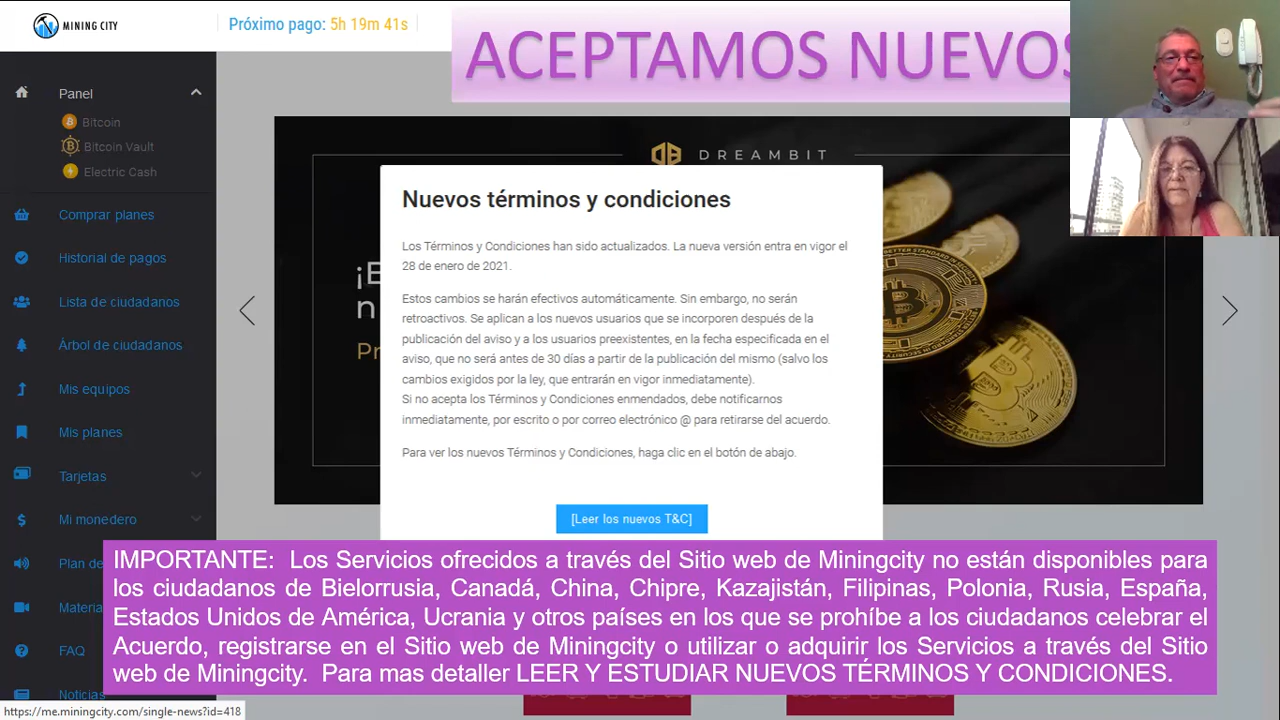 MINING CITY
Próximo pago: 5h 19m 41s
ACEPTAMOS NUEVOS
Panel
Bitcoin
Bitcoin Vault
Electric Cash
Comprar planes
Historial de pagos
Lista de ciudadanos
Árbol de ciudadanos
Mis equipos
Mis planes
Tarjetas
Mi monedero
Plan de
Materia
FAQ
Noticias
DREAMBIT
Nuevos términos y condiciones
Los Términos y Condiciones han sido actualizados. La nueva versión entra en vigor el
28 de enero de 2021.
Estos cambios se harán efectivos automáticamente. Sin embargo, no serán
retroactivos. Se aplican a los nuevos usuarios que se incorporen después de la
publicación del aviso y a los usuarios preexistentes, en la fecha especificada en el
aviso, que no será antes de 30 días a partir de la publicación del mismo (salvo los
cambios exigidos por la ley, que entrarán en vigor inmediatamente).
Si no acepta los Términos y Condiciones enmendados, debe notificarnos
inmediatamente, por escrito o por correo electrónico @ para retirarse del acuerdo.
Para ver los nuevos Términos y Condiciones, haga clic en el botón de abajo.
[Leer los nuevos T&C]
IMPORTANTE: Los Servicios ofrecidos a través del Sitio web de Miningcity no están disponibles para
los ciudadanos de Bielorrusia, Canadá, China, Chipre, Kazajistán, Filipinas, Polonia, Rusia, España,
Estados Unidos de América, Ucrania y otros países en los que se prohíbe a los ciudadanos celebrar el
Acuerdo, registrarse en el Sitio web de Miningcity o utilizar o adquirir los Servicios a través del Sitio
web de Miningcity. Para mas detaller LEER Y ESTUDIAR NUEVOS TÉRMINOS Y CONDICIONES.
https://me.miningcity.com/single-news?id=418